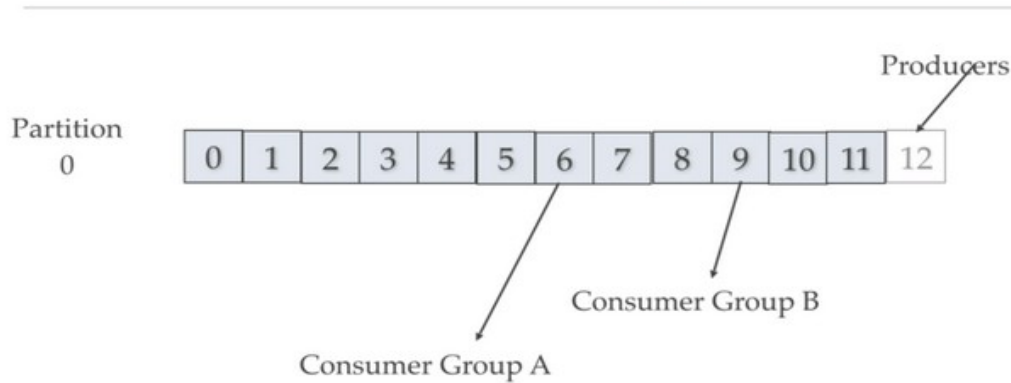 Producers
Partition
0
0 1 2 3 4 5 6 7 8 9 10 11 12
Consumer Group B
Consumer Group A